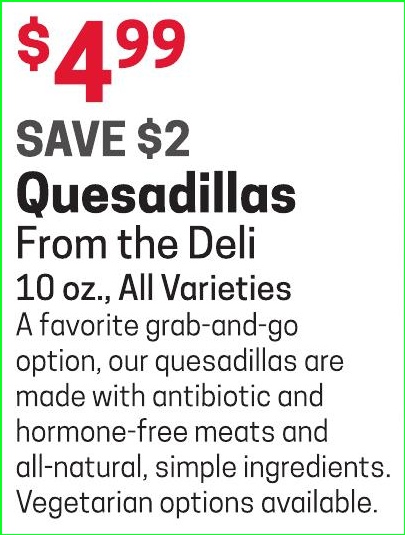 $4.99
SAVE $2
Quesadillas
From the Deli
10 oz., All Varieties
A favorite grab-and-go
option, our quesadillas are
made with antibiotic and
hormone-free meats and
all-natural, simple ingredients.
Vegetarian options available.